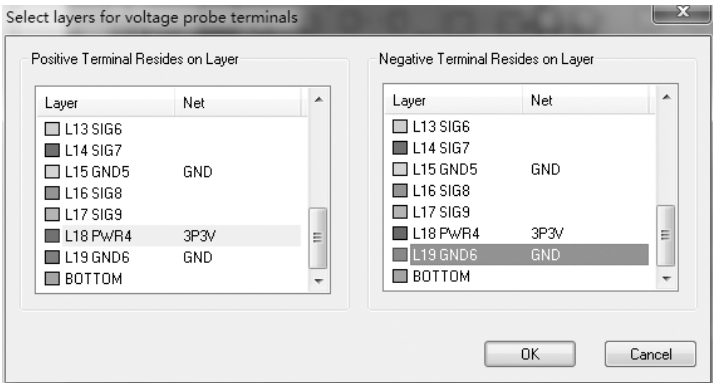 Select layers for voltage probe terminals
Positive Terminal Resides on Layer
Layer Net
L13 SIG6
L14 SIG7
L15 GND5 GND
L16 SIG8
L17 SIG9
L18 PWR4 3P3V
L19 GND6 GND
BOTTOM
Negative Terminal Resides on Layer
Layer Net
L13 SIG6
L14 SIG7
L15 GND5 GND
L16 SIG8
L17 SIG9
L18 PWR4 3P3V
L19 GND6 GND
BOTTOM
OK
Cancel